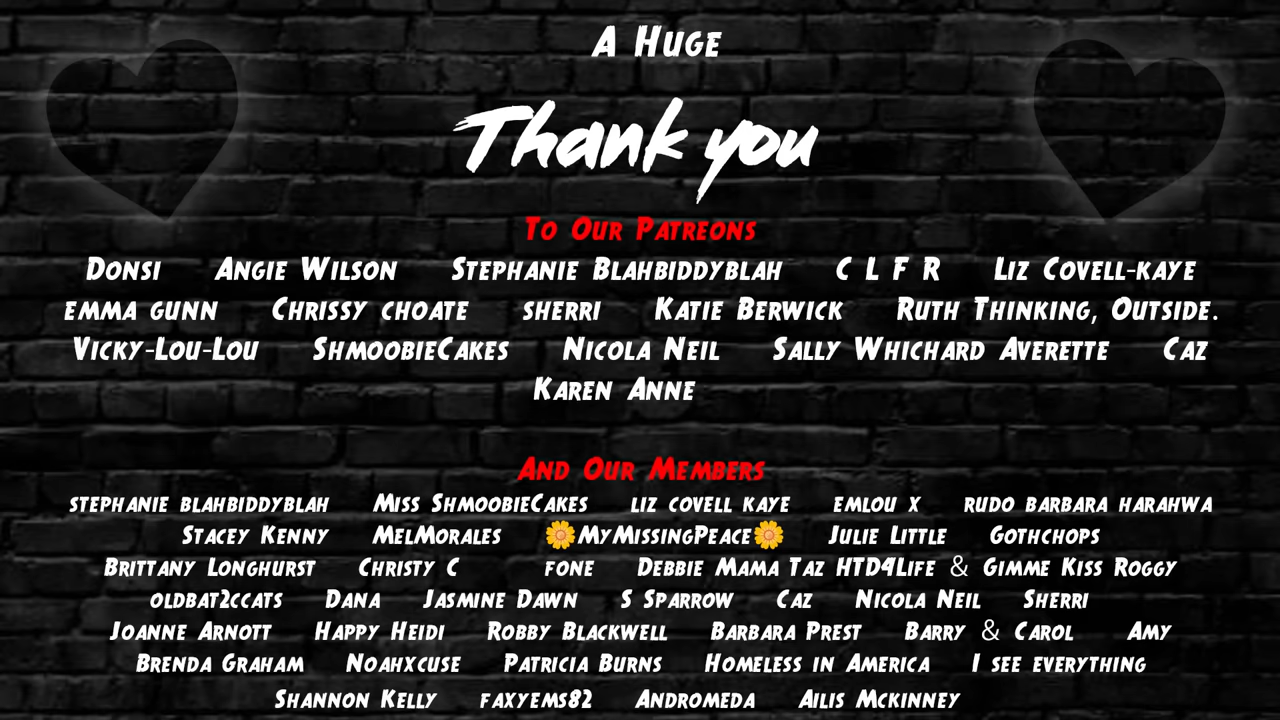 A Huge
Thank you
To Our Patreons
Donsi Angie Wilson Stephanie Blahbiddyblah C L F R Liz Covell-kaye
emma gunn Chrissy choate sherri Katie Berwick Ruth Thinking, Outside.
Vicky-Lou-Lou ShmoobieCakes Nicola Neil Sally Whichard Averette Caz
Karen Anne
And Our Members
stephanie blahbiddyblah Miss ShmoobieCakes liz covell kaye emlou x rudo barbara harahwa
Stacey Kenny MelMorales 🌼MyMissingPeace🌼 Julie Little Gothchops
Brittany Longhurst Christy C fone Debbie Mama Taz HTD4Life & Gimme Kiss Roggy
oldbat2ccats Dana Jasmine Dawn S Sparrow Caz Nicola Neil Sherri
Joanne Arnott Happy Heidi Robby Blackwell Barbara Prest Barry & Carol Amy
Brenda Graham Noahxcuse Patricia Burns Homeless in America I see everything
Shannon Kelly faxyems82 Andromeda Ailis Mckinney